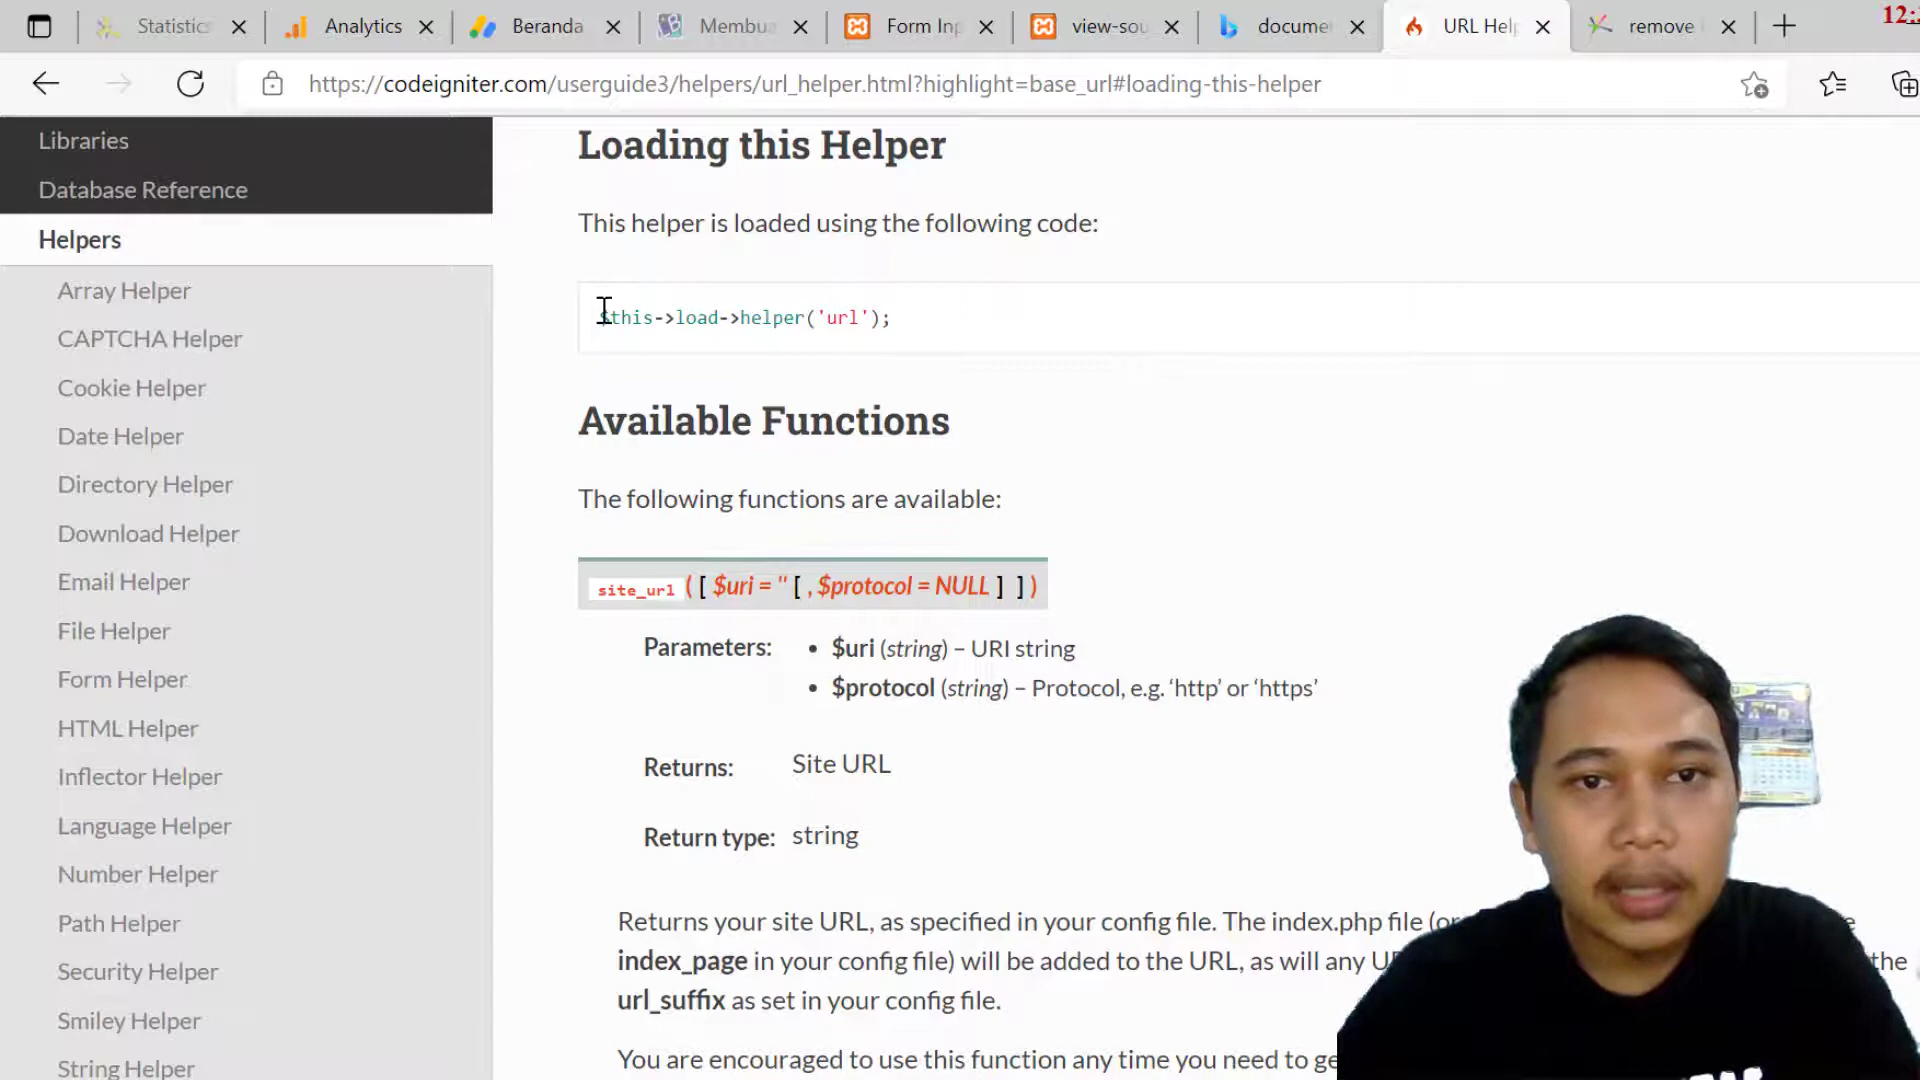 Statistics
Analytics
Beranda
Membua
Form Inp
view-sou
documen
URL Help
remove
12:
https://codeigniter.com/userguide3/helpers/url_helper.html?highlight=base_url#loading-this-helper
Libraries
Database Reference
Helpers
Array Helper
CAPTCHA Helper
Cookie Helper
Date Helper
Directory Helper
Download Helper
Email Helper
File Helper
Form Helper
HTML Helper
Inflector Helper
Language Helper
Number Helper
Path Helper
Security Helper
Smiley Helper
String Helper
Loading this Helper
This helper is loaded using the following code:
$this->load->helper('url');
Available Functions
The following functions are available:
site_url([$uri = ''[, $protocol = NULL]])
Parameters:
• $uri (string) – URI string
• $protocol (string) – Protocol, e.g. ‘http’ or ‘https’
Returns: Site URL
Return type: string
Returns your site URL, as specified in your config file. The index.php file (or
index_page in your config file) will be added to the URL, as will any the
url_suffix as set in your config file.
You are encouraged to use this function any time you need to ge